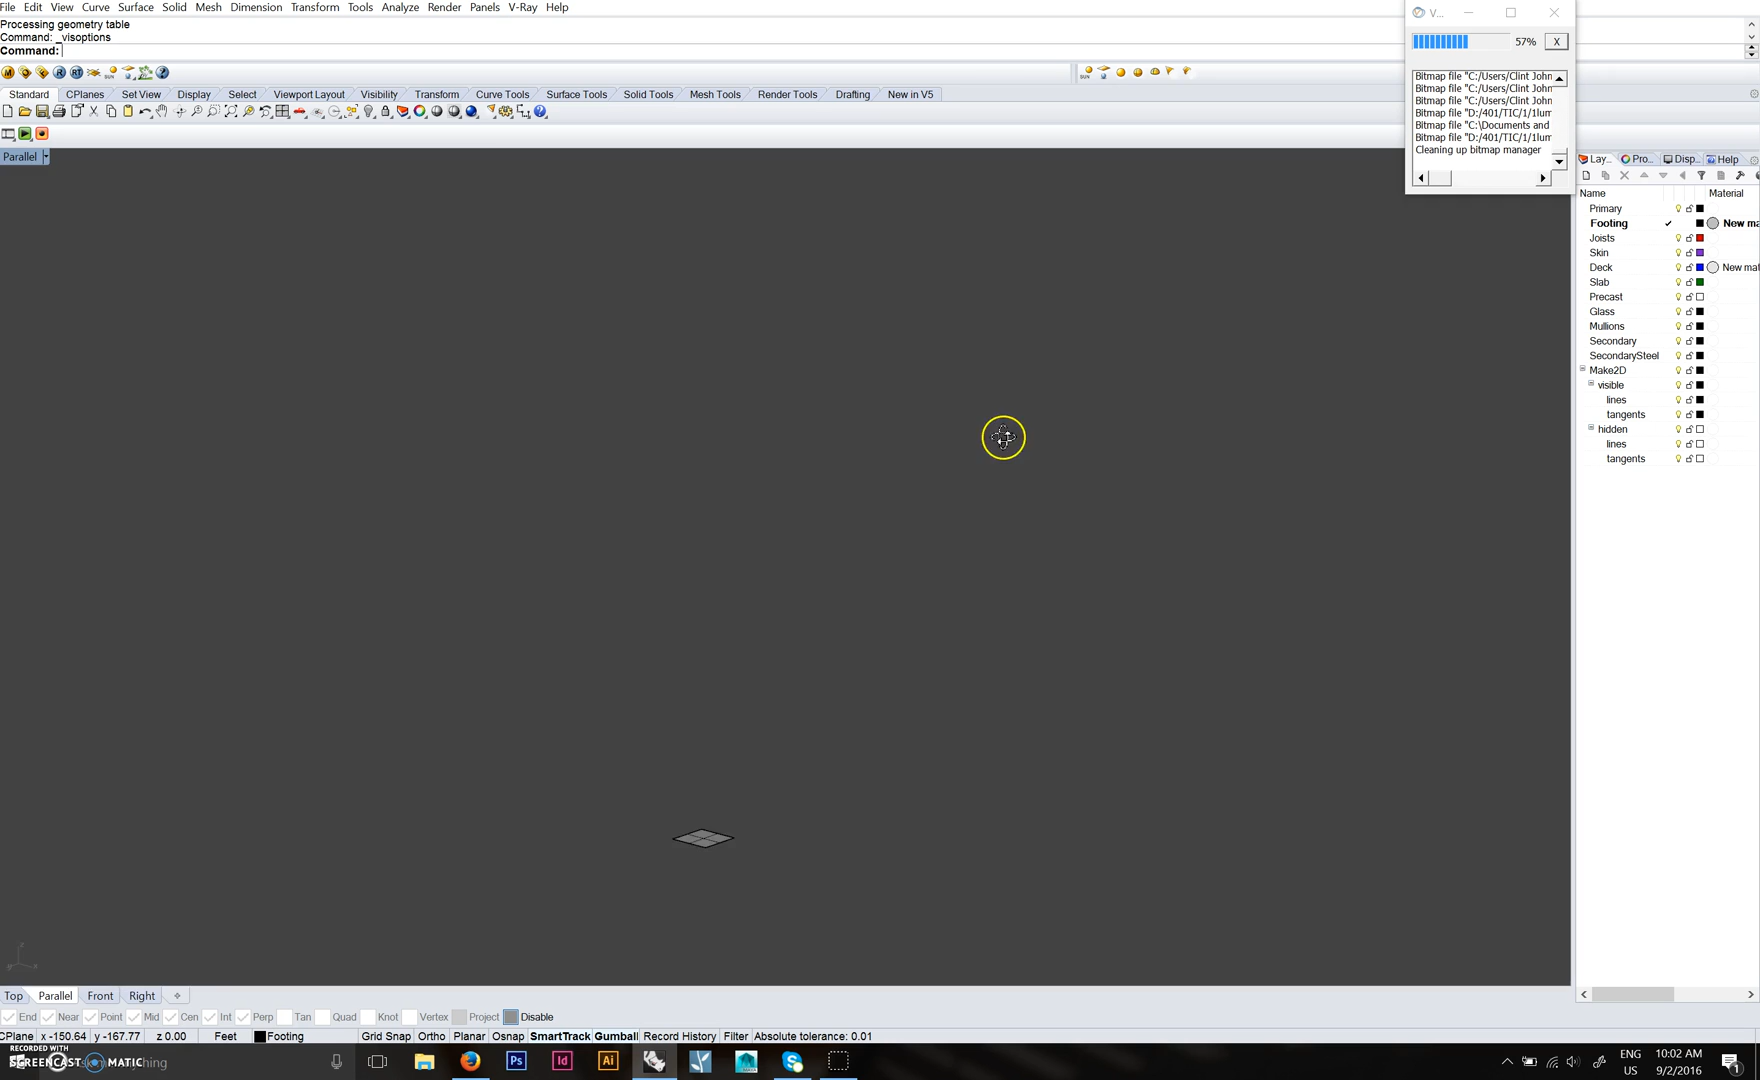 File Edit View Curve Surface Solid Mesh Dimension Transform Tools Analyze Render Panels V-Ray Help
Processing geometry table
Command: _visoptions
Command:
V...
57% X
Bitmap file "C:/Users/Clint John
Bitmap file "C:/Users/Clint John
Bitmap file "C:/Users/Clint John
Bitmap file "D:/401/TIC/1/1lum
Bitmap file "C:\Documents and
Bitmap file "D:/401/TIC/1/1lum
Cleaning up bitmap manager
Standard CPlanes Set View Display Select Viewport Layout Visibility Transform Curve Tools Surface Tools Solid Tools Mesh Tools Render Tools Drafting New in V5
Parallel
Lay... Pro... Disp... Help
Name Material
Primary
Footing New ma
Joists
Skin
Deck New mat
Slab
Precast
Glass
Mullions
Secondary
SecondarySteel
Make2D
visible
lines
tangents
hidden
lines
tangents
Top Parallel Front Right
End Near Point Mid Cen Int Perp Tan Quad Knot Vertex Project Disable
CPlane x -150.64 y -167.77 z 0.00 Feet Footing Grid Snap Ortho Planar Osnap SmartTrack Gumball Record History Filter Absolute tolerance: 0.01
RECORDED WITH
SCREENCAST MATIC
Ps Id Ai
ENG
US
10:02 AM
9/2/2016
1